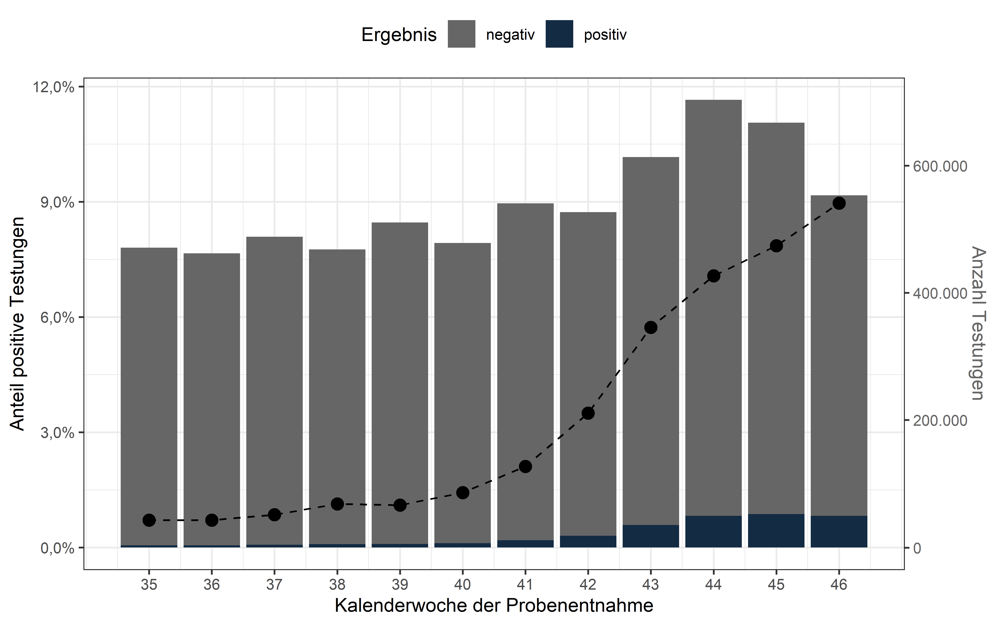 Ergebnis negativ positiv
12,0%
9,0%
6,0%
3,0%
0,0%
Anteil positive Testungen
600.000
400.000
200.000
0
Anzahl Testungen
35 36 37 38 39 40 41 42 43 44 45 46
Kalenderwoche der Probenentnahme